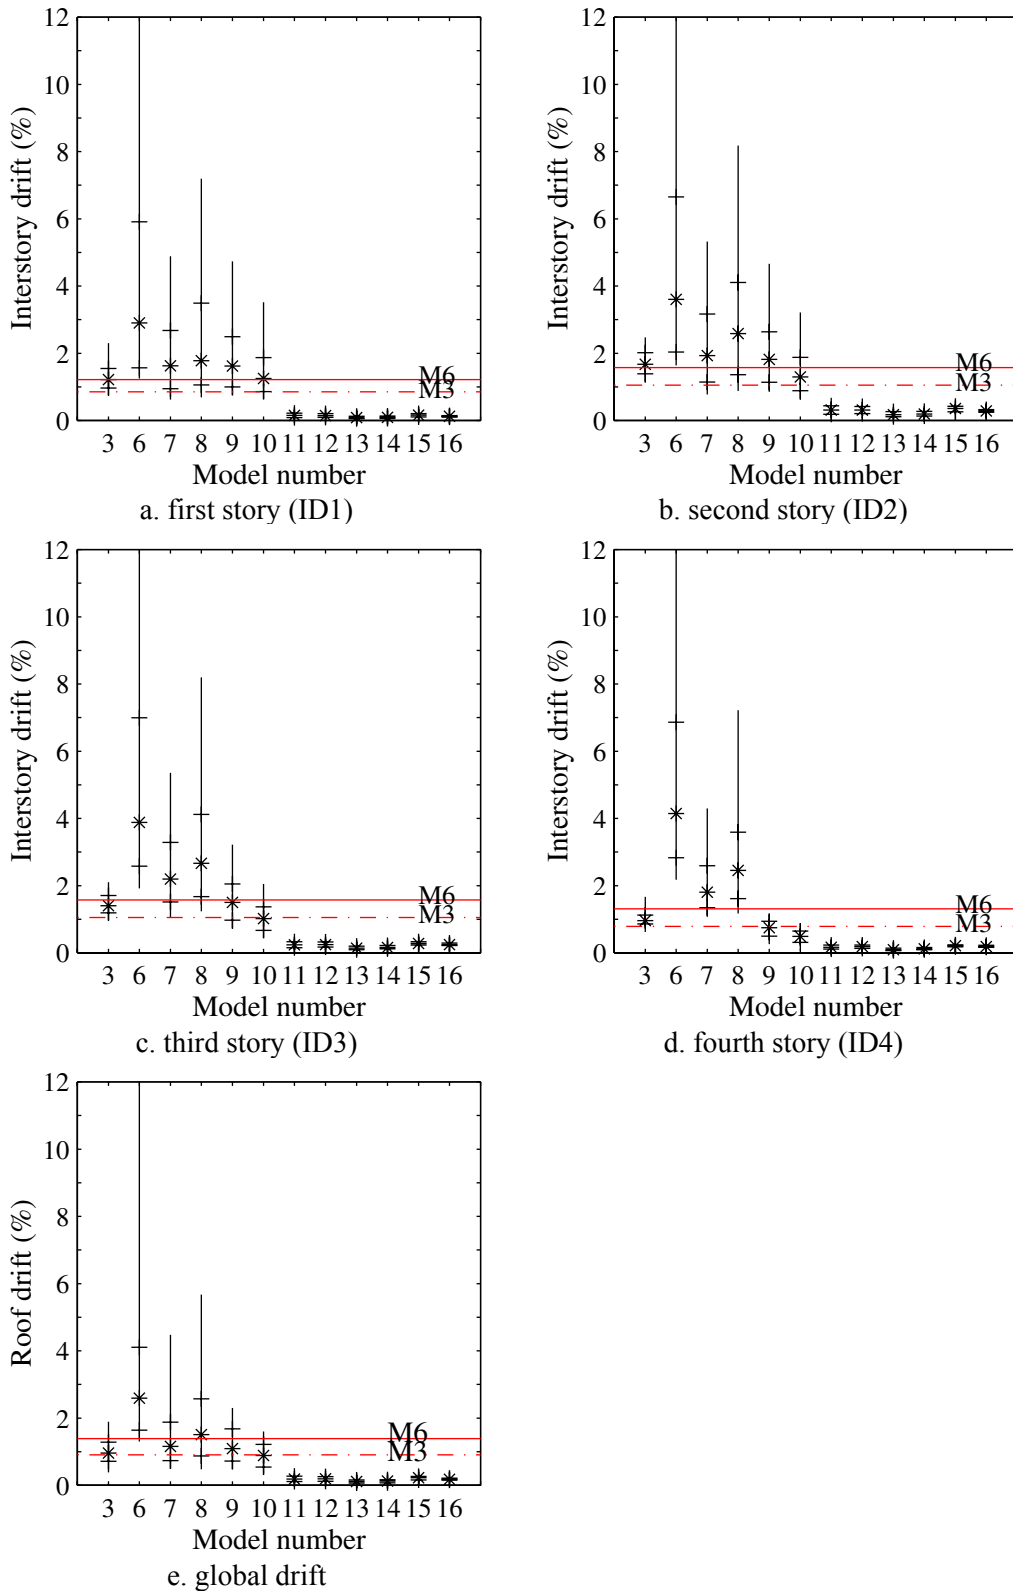 12
10
8
6
4
2
0
Interstory drift (%)
M6
M3
3 6 7 8 9 10 11 12 13 14 15 16
Model number
a. first story (ID1)
12
10
8
6
4
2
0
Interstory drift (%)
M6
M3
3 6 7 8 9 10 11 12 13 14 15 16
Model number
b. second story (ID2)
12
10
8
6
4
2
0
Interstory drift (%)
M6
M3
3 6 7 8 9 10 11 12 13 14 15 16
Model number
c. third story (ID3)
12
10
8
6
4
2
0
Interstory drift (%)
M6
M3
3 6 7 8 9 10 11 12 13 14 15 16
Model number
d. fourth story (ID4)
12
10
8
6
4
2
0
Roof drift (%)
M6
M3
3 6 7 8 9 10 11 12 13 14 15 16
Model number
e. global drift